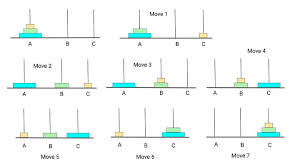 Move 1
A B C
A B C
Move 4
Move 2
Move 3
A B C
A B C
A B C
A B C
A B C
A B C
Move 5
Move 6
Move 7